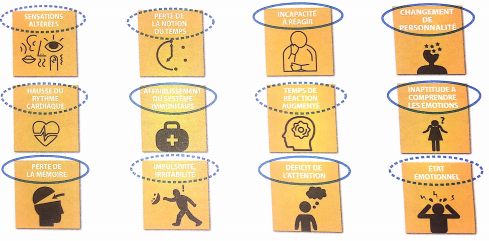 SENSATIONS
ALTÉRÉES
PERTE DE
LA NOTION
DU TEMPS
INCAPACITÉ
À RÉAGIR
CHANGEMENT
DE
PERSONNALITÉ
HAUSSE DU
RYTHME
CARDIAQUE
AFFAIBLISSEMENT
DU SYSTÈME
IMMUNITAIRE
TEMPS DE
RÉACTION
AUGMENTÉ
INAPTITUDE À
COMPRENDRE
LES ÉMOTIONS
PERTE DE
LA MÉMOIRE
IMPULSIVITÉ,
IRRITABILITÉ
DÉFICIT DE
L'ATTENTION
ÉTAT
ÉMOTIONNEL